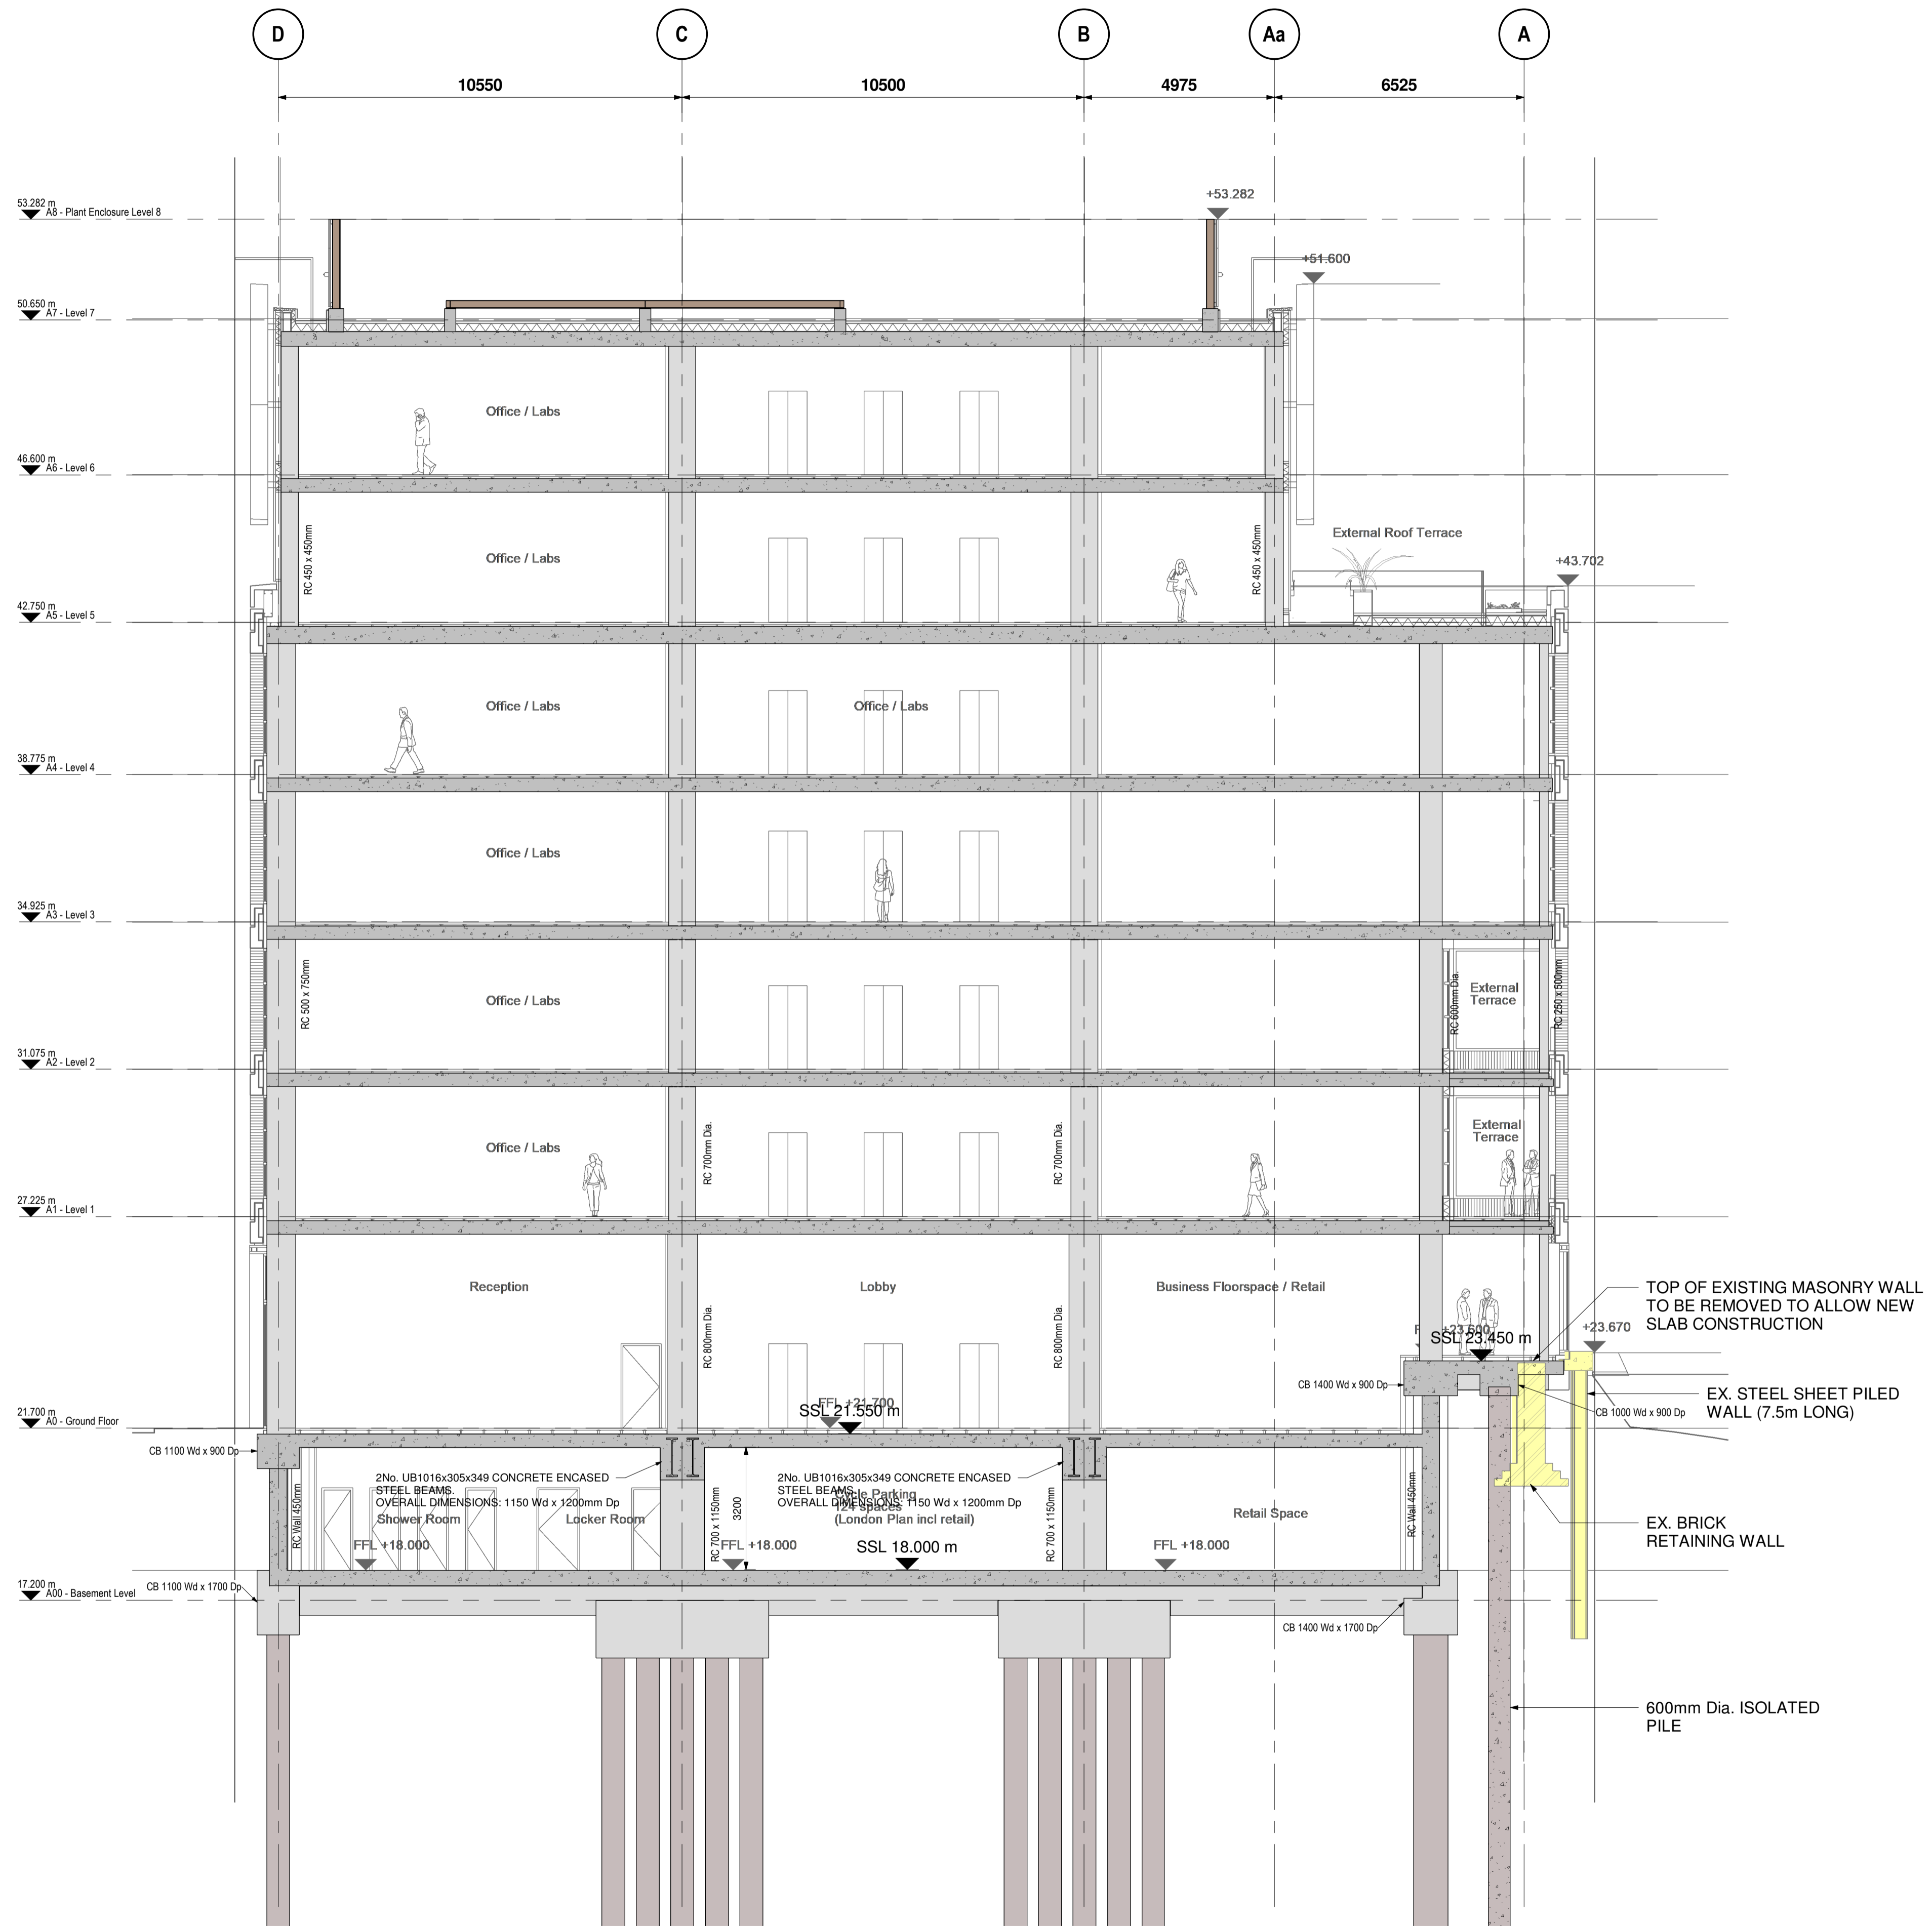 D
C
B
Aa
A
10550
10500
4975
6525
53.282 m
A8 - Plant Enclosure Level 8
+53.282
+51.600
50.650 m
A7 - Level 7
Office / Labs
46.600 m
A6 - Level 6
RC 450 x 450mm
Office / Labs
RC 450 x 450mm
External Roof Terrace
+43.702
42.750 m
A5 - Level 5
Office / Labs
Office / Labs
38.775 m
A4 - Level 4
Office / Labs
34.925 m
A3 - Level 3
RC 500 x 750mm
Office / Labs
RC 600mm Dia.
External
Terrace
RC 250 x 500mm
31.075 m
A2 - Level 2
Office / Labs
RC 700mm Dia.
RC 700mm Dia.
External
Terrace
27.225 m
A1 - Level 1
Reception
Lobby
Business Floorspace / Retail
RC 800mm Dia.
RC 800mm Dia.
TOP OF EXISTING MASONRY WALL
TO BE REMOVED TO ALLOW NEW
SLAB CONSTRUCTION
+23.600
SSL 23.450 m
+23.670
CB 1400 Wd x 900 Dp
CB 1000 Wd x 900 Dp
EX. STEEL SHEET PILED
WALL (7.5m LONG)
FFL +21.700
SSL 21.550 m
21.700 m
A0 - Ground Floor
CB 1100 Wd x 900 Dp
2No. UB1016x305x349 CONCRETE ENCASED
STEEL BEAMS.
OVERALL DIMENSIONS: 1150 Wd x 1200mm Dp
2No. UB1016x305x349 CONCRETE ENCASED
STEEL BEAMS.
OVERALL DIMENSIONS: 1150 Wd x 1200mm Dp
RC Wall 450mm
Shower Room
Locker Room
RC 700 x 1150mm
3200
Cycle Parking
124 spaces
(London Plan incl retail)
RC 700 x 1150mm
Retail Space
RC Wall 450mm
EX. BRICK
RETAINING WALL
FFL +18.000
FFL +18.000
SSL 18.000 m
FFL +18.000
17.200 m
A00 - Basement Level
CB 1100 Wd x 1700 Dp
CB 1400 Wd x 1700 Dp
600mm Dia. ISOLATED
PILE